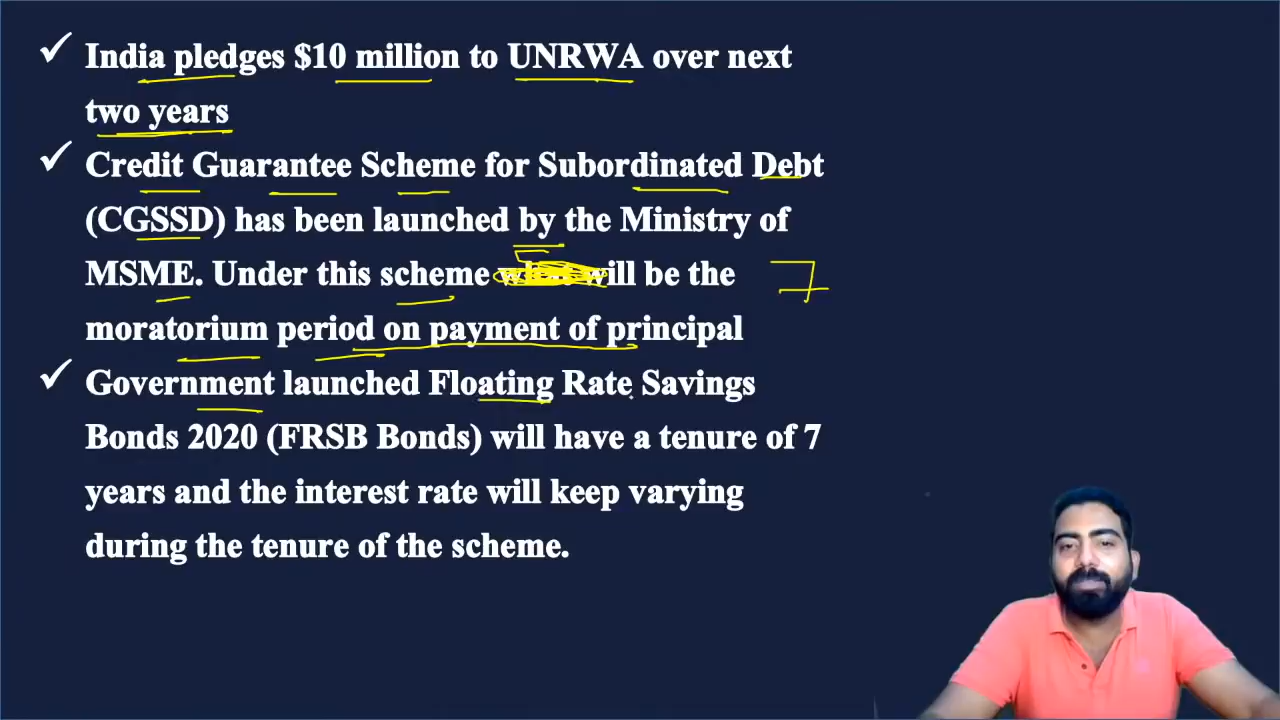 India pledges $10 million to UNRWA over next
two years
Credit Guarantee Scheme for Subordinated Debt
(CGSSD) has been launched by the Ministry of
MSME. Under this scheme will be the 7
moratorium period on payment of principal
Government launched Floating Rate Savings
Bonds 2020 (FRSB Bonds) will have a tenure of 7
years and the interest rate will keep varying
during the tenure of the scheme.